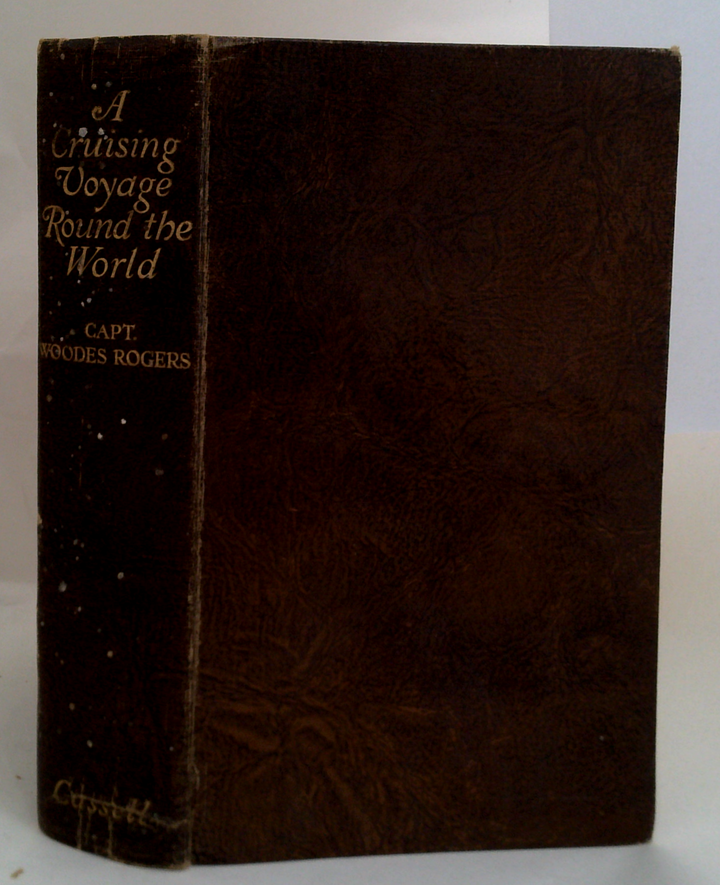 A
Cruising
Voyage
Round the
World
CAPT.
WOODES ROGERS
Cassell